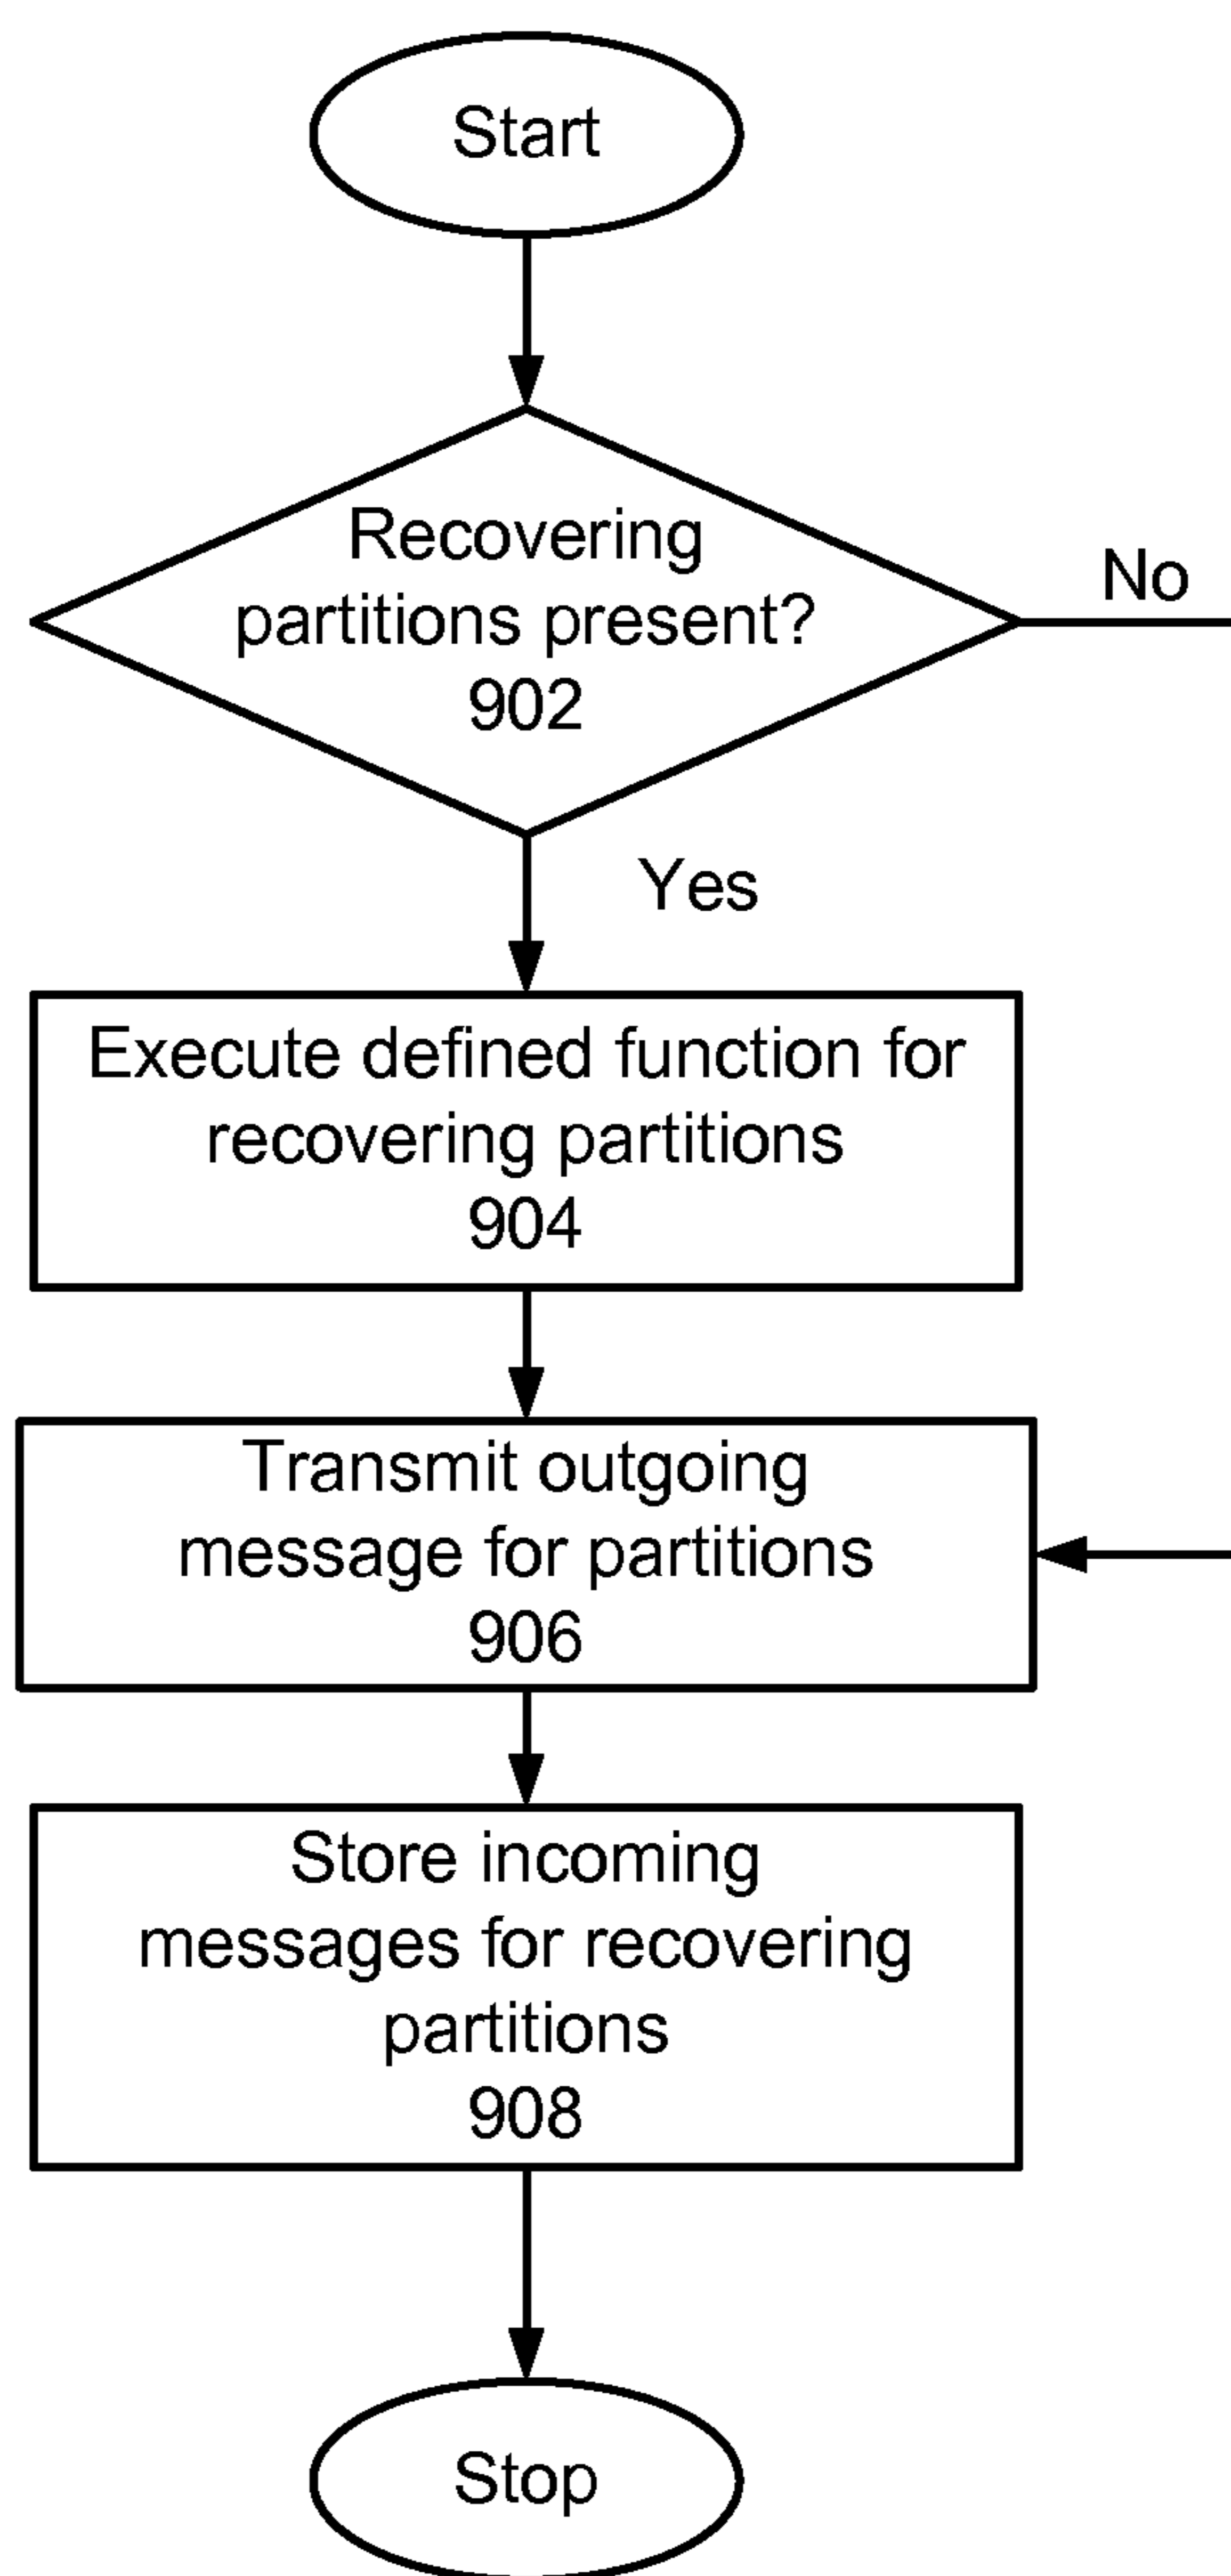 Start
Recovering
partitions present?
902
No
Yes
Execute defined function for
recovering partitions
904
Transmit outgoing
message for partitions
906
Store incoming
messages for recovering
partitions
908
Stop